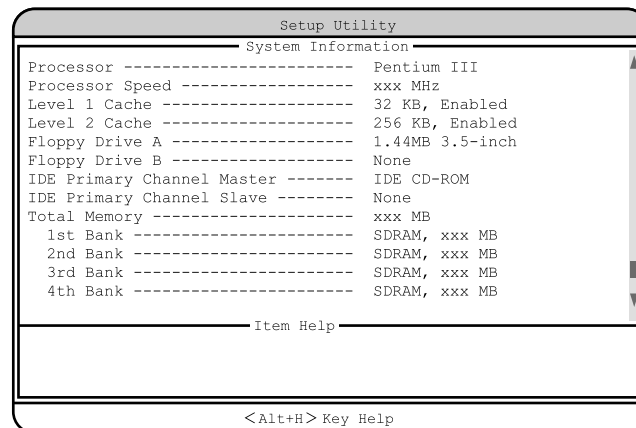 Setup Utility
System Information
Processor ------------------------ Pentium III
Processor Speed ------------------ xxx MHz
Level 1 Cache -------------------- 32 KB, Enabled
Level 2 Cache -------------------- 256 KB, Enabled
Floppy Drive A ------------------- 1.44MB 3.5-inch
Floppy Drive B ------------------- None
IDE Primary Channel Master ------- IDE CD-ROM
IDE Primary Channel Slave -------- None
Total Memory --------------------- xxx MB
1st Bank ----------------------- SDRAM, xxx MB
2nd Bank ----------------------- SDRAM, xxx MB
3rd Bank ----------------------- SDRAM, xxx MB
4th Bank ----------------------- SDRAM, xxx MB
Item Help
<Alt+H> Key Help